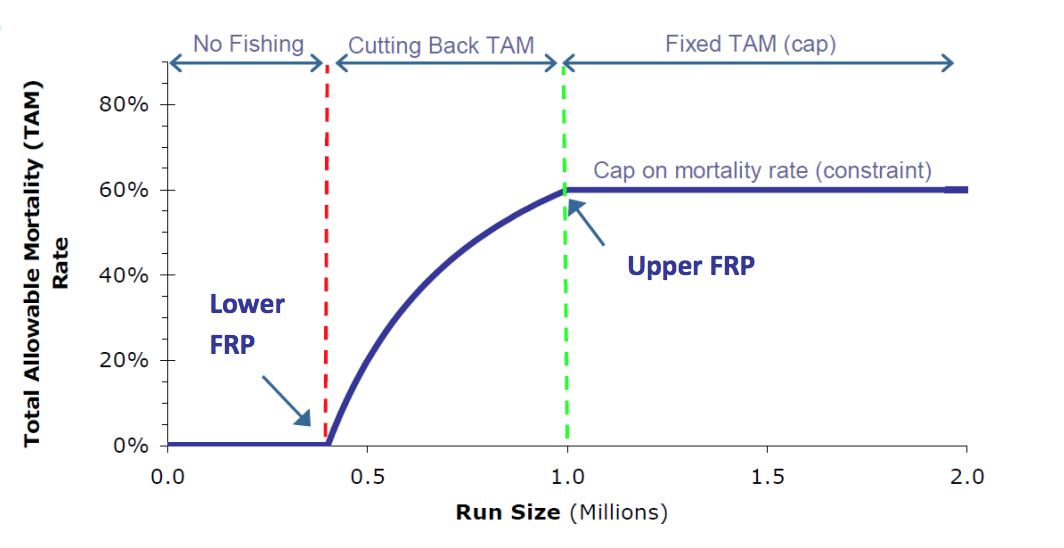 No Fishing
Cutting Back TAM
Fixed TAM (cap)
Total Allowable Mortality (TAM)
Rate
80%
60%
40%
20%
0%
Cap on mortality rate (constraint)
Upper FRP
Lower
FRP
0.0 0.5 1.0 1.5 2.0
Run Size (Millions)